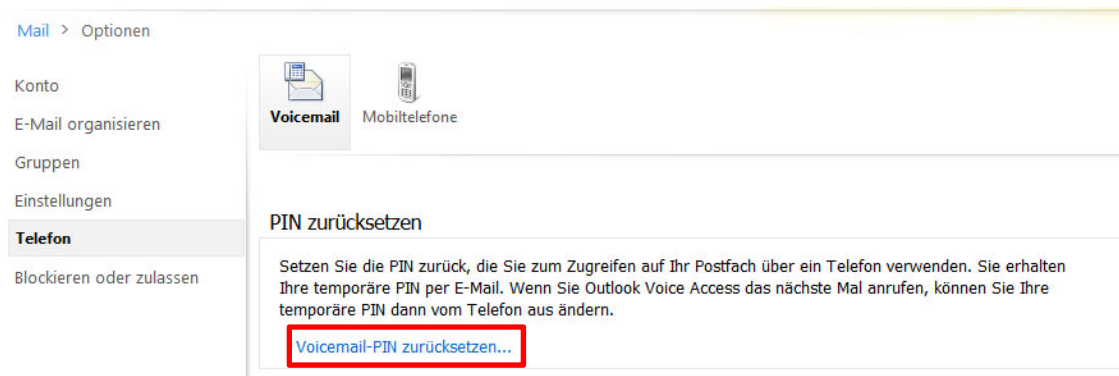 Mail > Optionen
Konto
E-Mail organisieren
Gruppen
Einstellungen
Telefon
Blockieren oder zulassen
Voicemail Mobiltelefone
PIN zurücksetzen
Setzen Sie die PIN zurück, die Sie zum Zugreifen auf Ihr Postfach über ein Telefon verwenden. Sie erhalten
Ihre temporäre PIN per E-Mail. Wenn Sie Outlook Voice Access das nächste Mal anrufen, können Sie Ihre
temporäre PIN dann vom Telefon aus ändern.
Voicemail-PIN zurücksetzen...